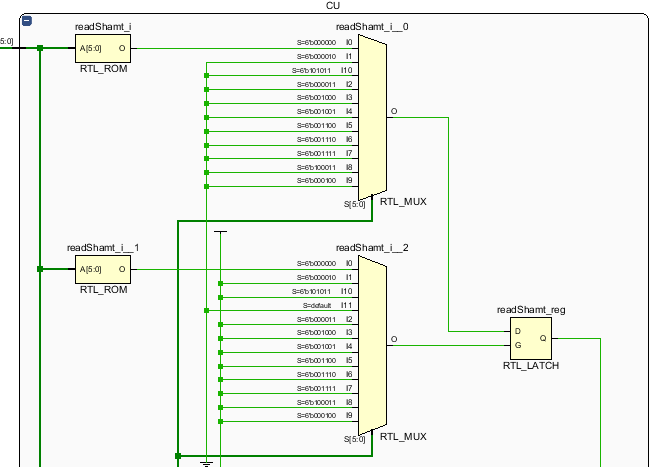 CU
readShamt_i
readShamt_i__0
5:0]
A[5:0] O
RTL_ROM
S=6'b000000 I0
S=6'b000010 I1
S=6'b101011 I10
S=6'b000011 I2
S=6'b001000 I3
S=6'b001001 I4
S=6'b001100 I5
S=6'b001110 I6
S=6'b001111 I7
S=6'b100011 I8
S=6'b000100 I9
O
S[5:0]
RTL_MUX
readShamt_i__1
readShamt_i__2
A[5:0] O
RTL_ROM
S=6'b000000 I0
S=6'b000010 I1
S=6'b101011 I10
S=default I11
S=6'b000011 I2
S=6'b001000 I3
S=6'b001001 I4
S=6'b001100 I5
S=6'b001110 I6
S=6'b001111 I7
S=6'b100011 I8
S=6'b000100 I9
O
S[5:0]
RTL_MUX
readShamt_reg
D
G
Q
RTL_LATCH